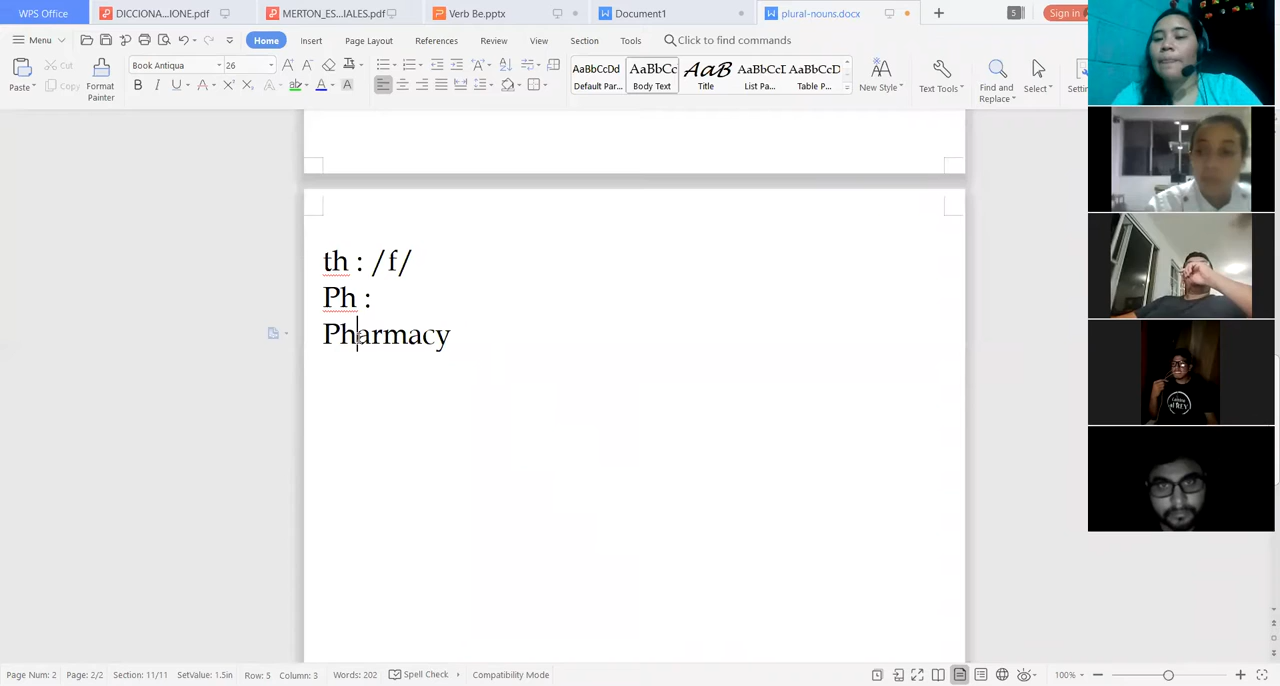 WPS Office
DICCIONA...IONE.pdf
MERTON_ES...IALES.pdf
Verb Be.pptx
Document1
plural-nouns.docx
5
Sign in
Menu
Home
Insert
Page Layout
References
Review
View
Section
Tools
Click to find commands
Paste
Cut
Copy
Format Painter
Book Antiqua
26
AaBbCcDd
Default Par...
AaBbCc
Body Text
AaB
Title
AaBbCcI
List Pa...
AaBbCcD
Table P...
New Style
Text Tools
Find and Replace
Select
th : /f/
Ph :
Pharmacy
Page Num: 2
Page: 2/2
Section: 11/11
SetValue: 1.5in
Row: 5
Column: 3
Words: 202
Spell Check
Compatibility Mode
100%